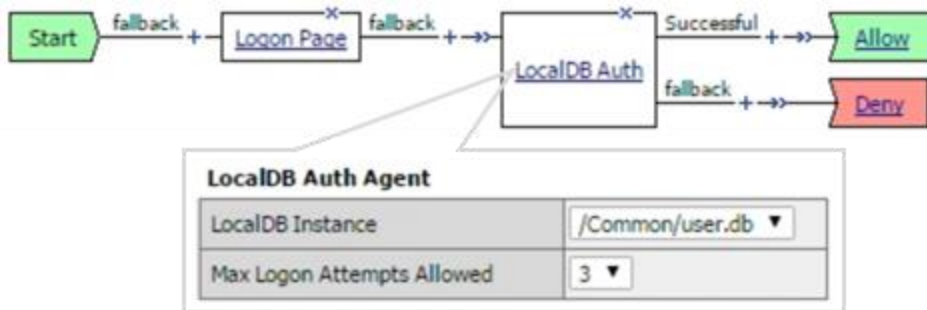 Start
fallback
Logon Page
fallback
LocalDB Auth
Successful
Allow
fallback
Deny
LocalDB Auth Agent
LocalDB Instance /Common/user.db
Max Logon Attempts Allowed 3